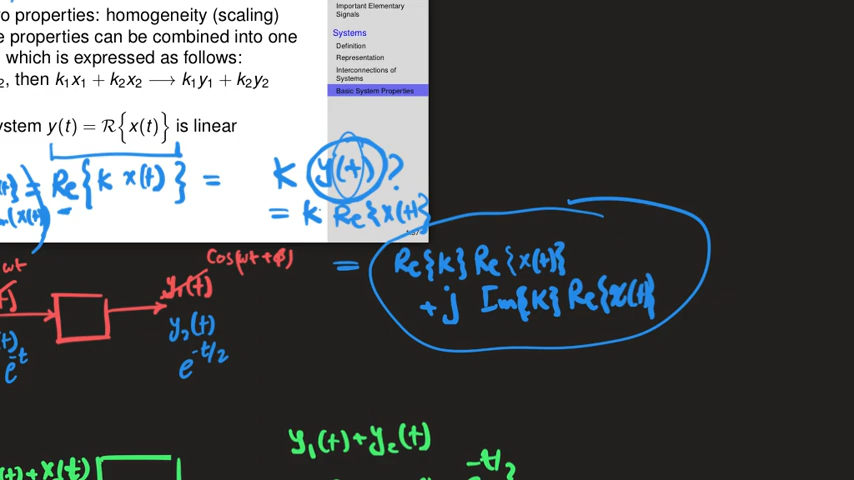 o properties: homogeneity (scaling)
e properties can be combined into one
which is expressed as follows:
2, then k₁x₁ + k₂x₂ ⟶ k₁y₁ + k₂y₂
ystem y(t) = R{x(t)} is linear
Important Elementary
Signals
Systems
Definition
Representation
Interconnections of
Systems
Basic System Properties
= Re{k x(t)} = k y(t)?
= k Re{x(t)}
= Re{k} Re{x(t)}
+ j Im{k} Re{x(t)}
wt
cos(wt + ϕ)
y₁(t)
y₂(t)
e^-t/2
e^-t
y₁(t) + y₂(t)
(t) + x(t)